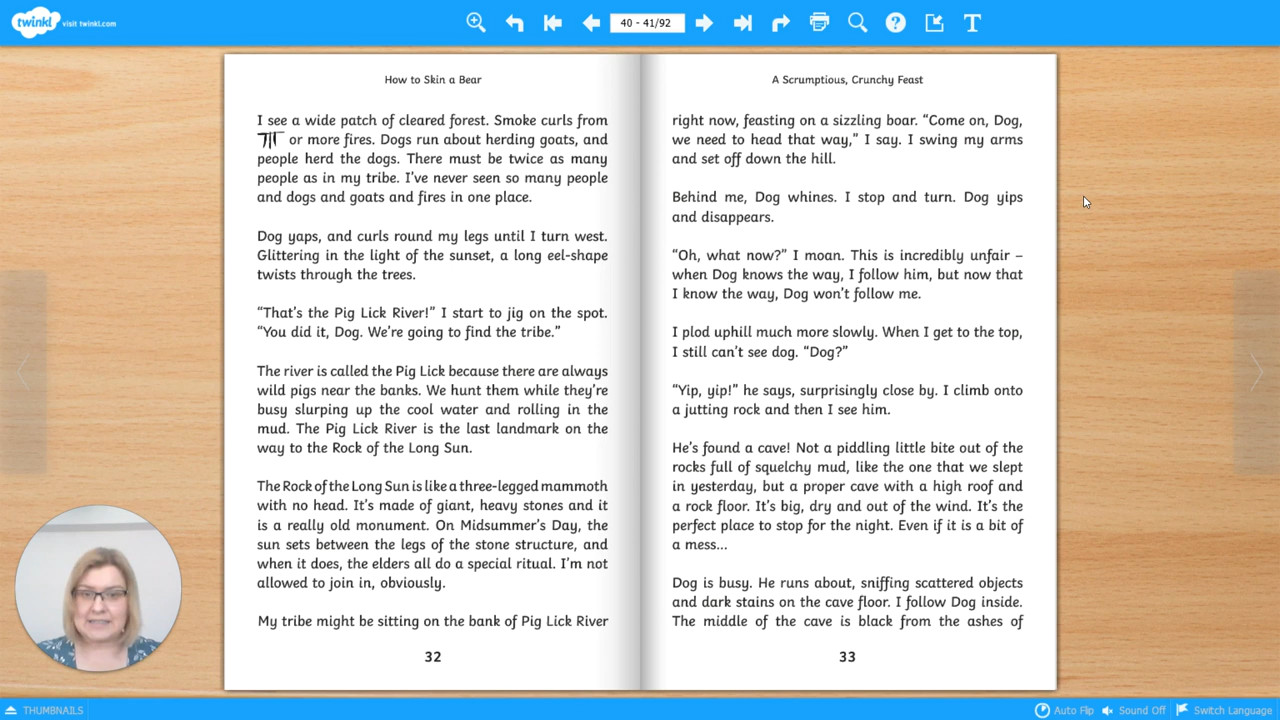 twinkl visit twinkl.com
40 - 41/92
How to Skin a Bear
I see a wide patch of cleared forest. Smoke curls from
or more fires. Dogs run about herding goats, and
people herd the dogs. There must be twice as many
people as in my tribe. I've never seen so many people
and dogs and goats and fires in one place.
Dog yaps, and curls round my legs until I turn west.
Glittering in the light of the sunset, a long eel-shape
twists through the trees.
“That's the Pig Lick River!” I start to jig on the spot.
“You did it, Dog. We're going to find the tribe.”
The river is called the Pig Lick because there are always
wild pigs near the banks. We hunt them while they're
busy slurping up the cool water and rolling in the
mud. The Pig Lick River is the last landmark on the
way to the Rock of the Long Sun.
The Rock of the Long Sun is like a three-legged mammoth
with no head. It's made of giant, heavy stones and it
is a really old monument. On Midsummer's Day, the
sun sets between the legs of the stone structure, and
when it does, the elders all do a special ritual. I'm not
allowed to join in, obviously.
My tribe might be sitting on the bank of Pig Lick River
32
A Scrumptious, Crunchy Feast
right now, feasting on a sizzling boar. “Come on, Dog,
we need to head that way,” I say. I swing my arms
and set off down the hill.
Behind me, Dog whines. I stop and turn. Dog yips
and disappears.
“Oh, what now?” I moan. This is incredibly unfair –
when Dog knows the way, I follow him, but now that
I know the way, Dog won't follow me.
I plod uphill much more slowly. When I get to the top,
I still can't see dog. “Dog?”
“Yip, yip!” he says, surprisingly close by. I climb onto
a jutting rock and then I see him.
He's found a cave! Not a piddling little bite out of the
rocks full of squelchy mud, like the one that we slept
in yesterday, but a proper cave with a high roof and
a rock floor. It's big, dry and out of the wind. It's the
perfect place to stop for the night. Even if it is a bit of
a mess...
Dog is busy. He runs about, sniffing scattered objects
and dark stains on the cave floor. I follow Dog inside.
The middle of the cave is black from the ashes of
33
THUMBNAILS
Auto Flip Sound Off Switch Language